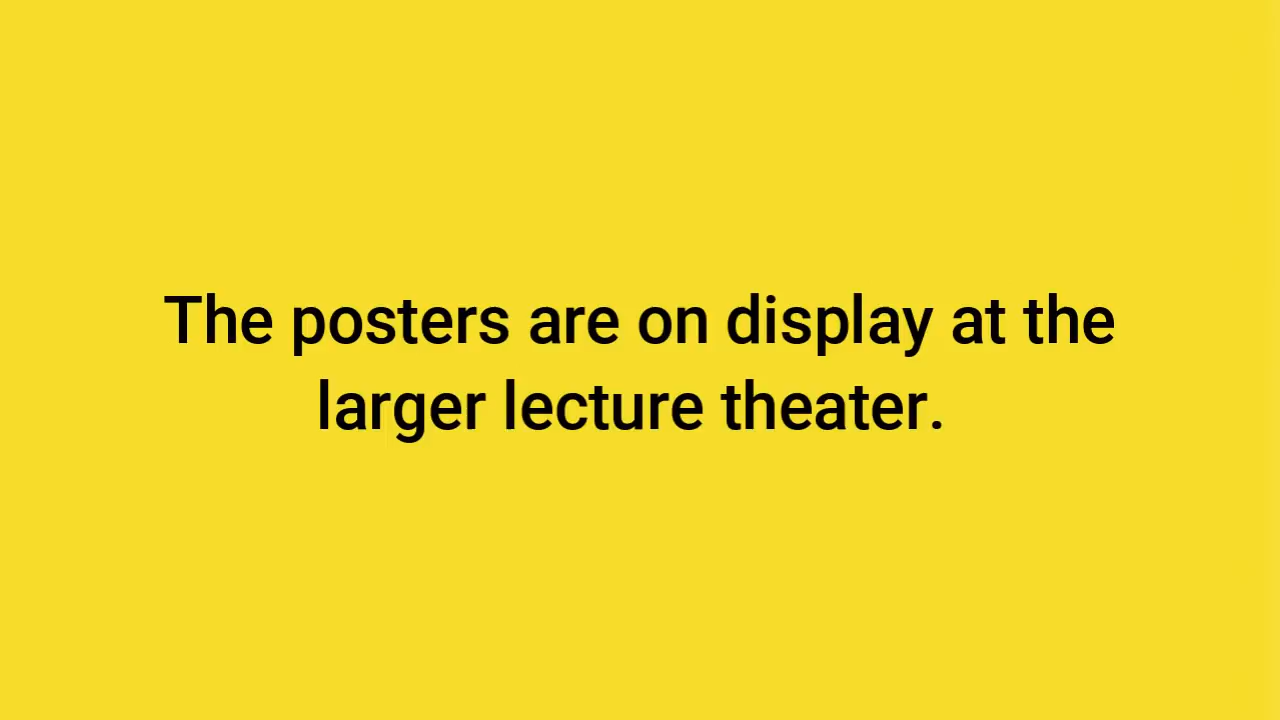 The posters are on display at the
larger lecture theater.